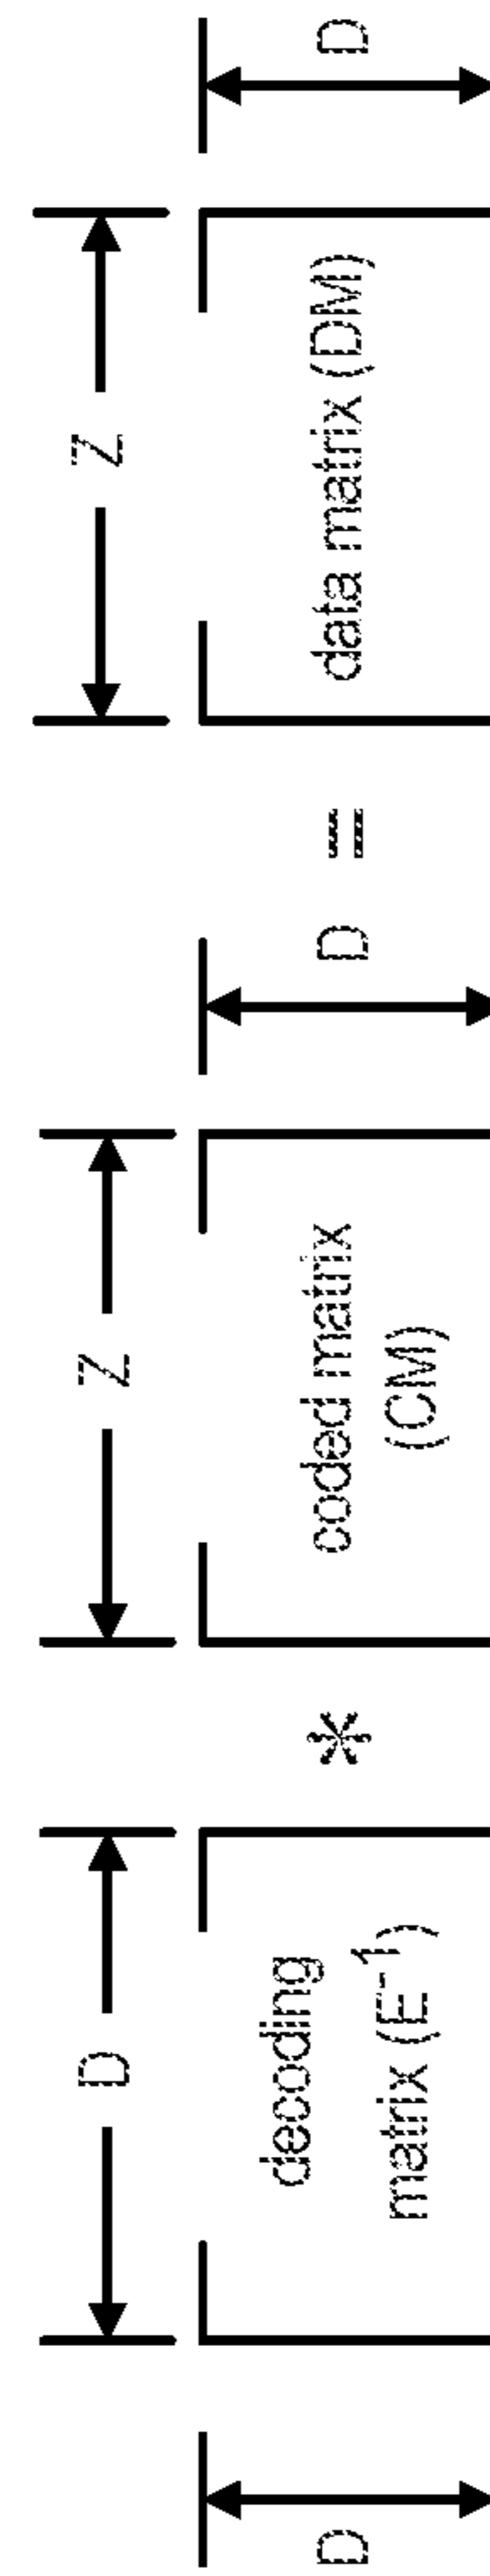 D
D
decoding
matrix (E⁻¹)
*
Z
coded matrix
(CM)
D
=
Z
data matrix (DM)
D